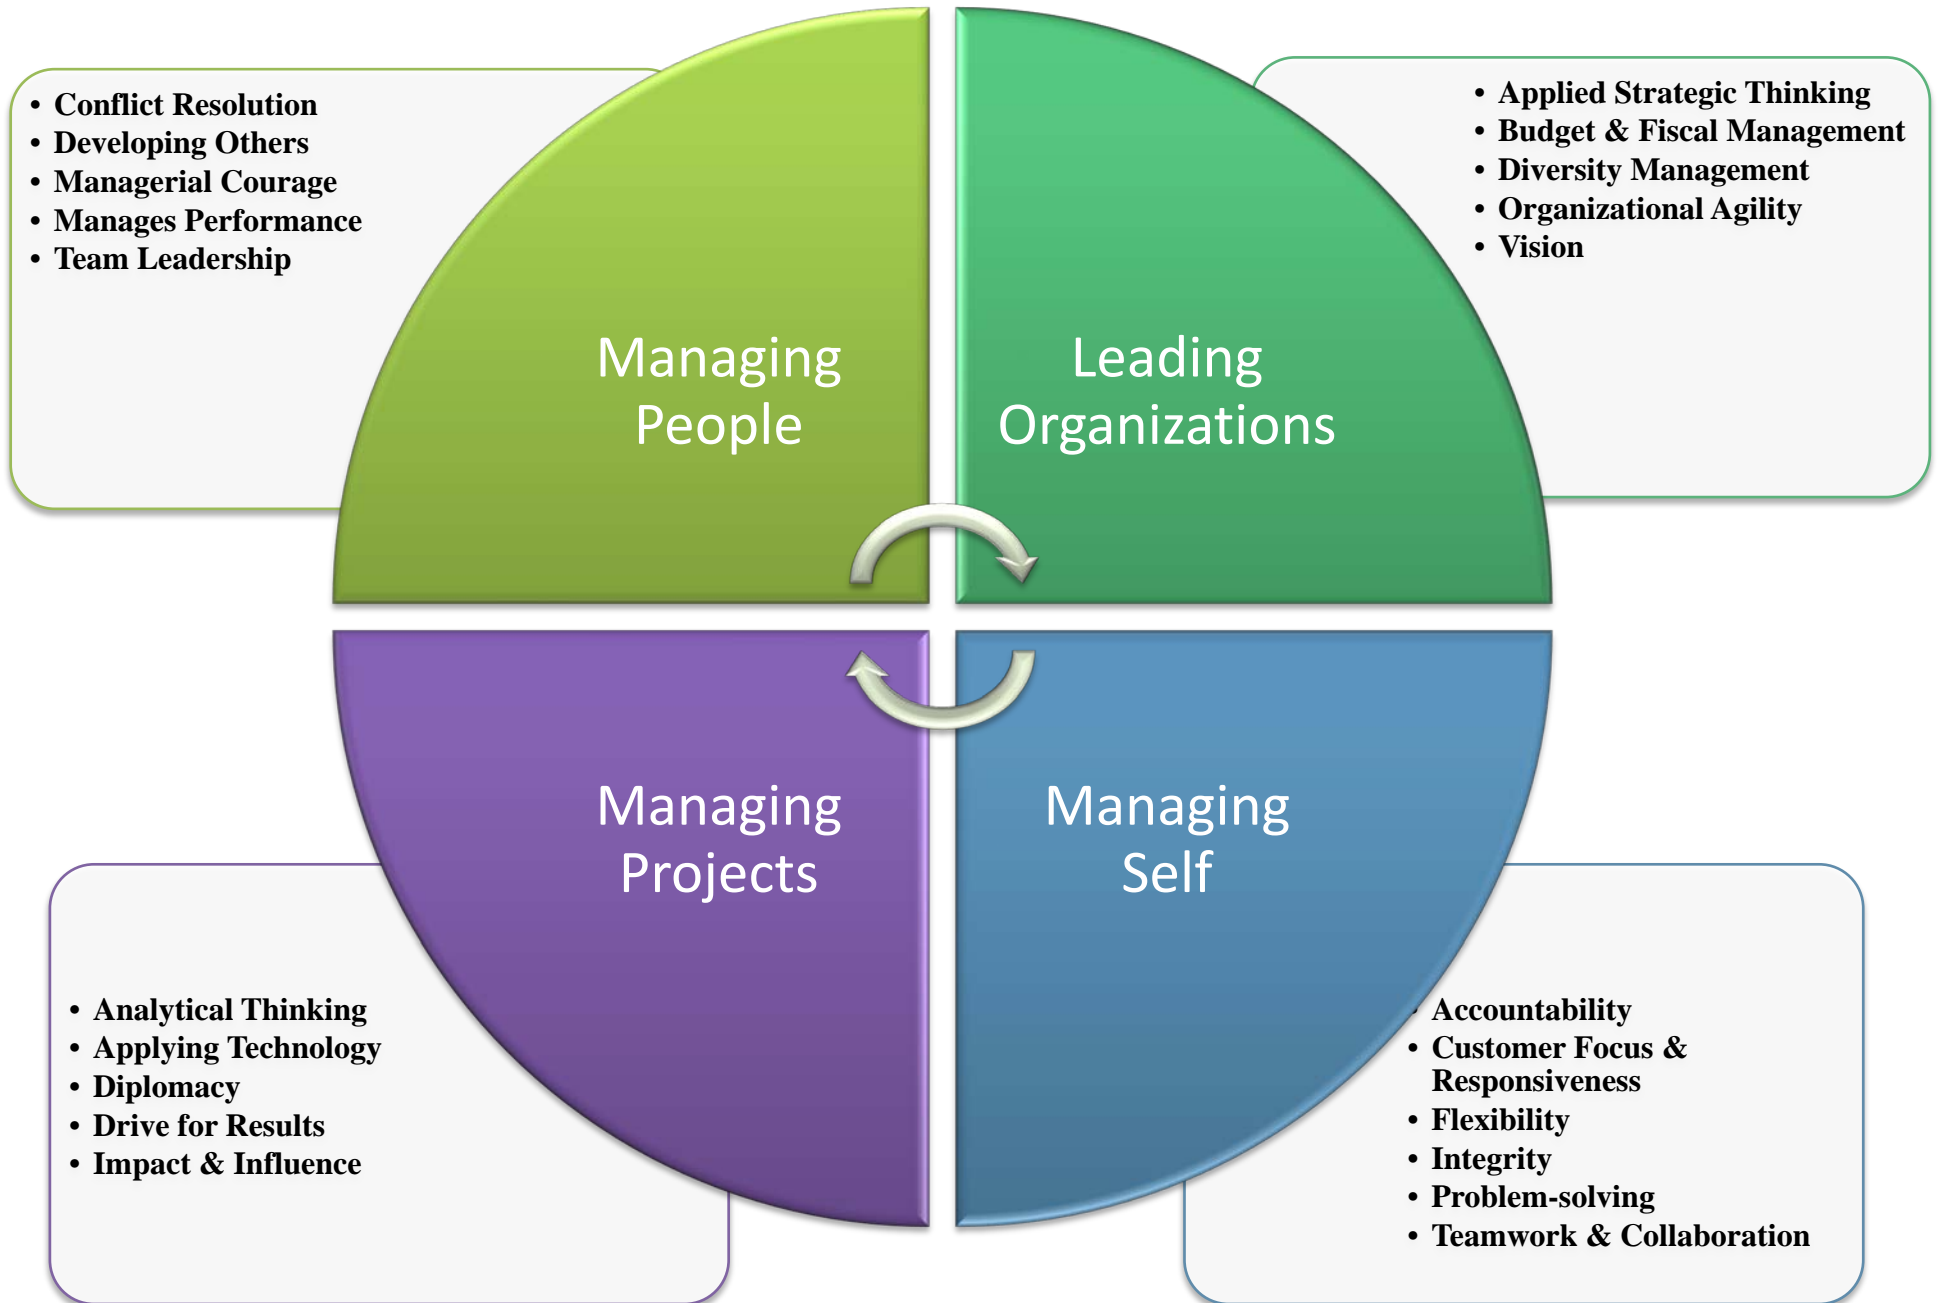 • Conflict Resolution
• Developing Others
• Managerial Courage
• Manages Performance
• Team Leadership
• Applied Strategic Thinking
• Budget & Fiscal Management
• Diversity Management
• Organizational Agility
• Vision
Managing
People
Leading
Organizations
Managing
Projects
Managing
Self
• Analytical Thinking
• Applying Technology
• Diplomacy
• Drive for Results
• Impact & Influence
• Accountability
• Customer Focus &
Responsiveness
• Flexibility
• Integrity
• Problem-solving
• Teamwork & Collaboration